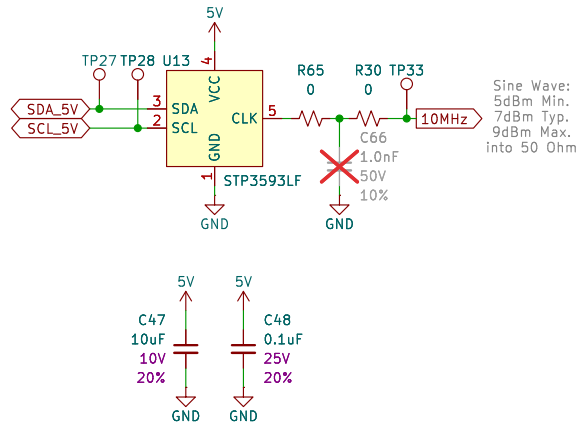 5V
TP27 TP28 U13
4
VCC
R65
0
R30
0
TP33
SDA_5V
3
SDA
SCL_5V
2
SCL
CLK
5
10MHz
Sine Wave:
5dBm Min.
7dBm Typ.
9dBm Max.
into 50 Ohm
C66
1.0nF
50V
10%
GND
1
STP3593LF
GND
GND
5V
C47
10uF
10V
20%
GND
5V
C48
0.1uF
25V
20%
GND